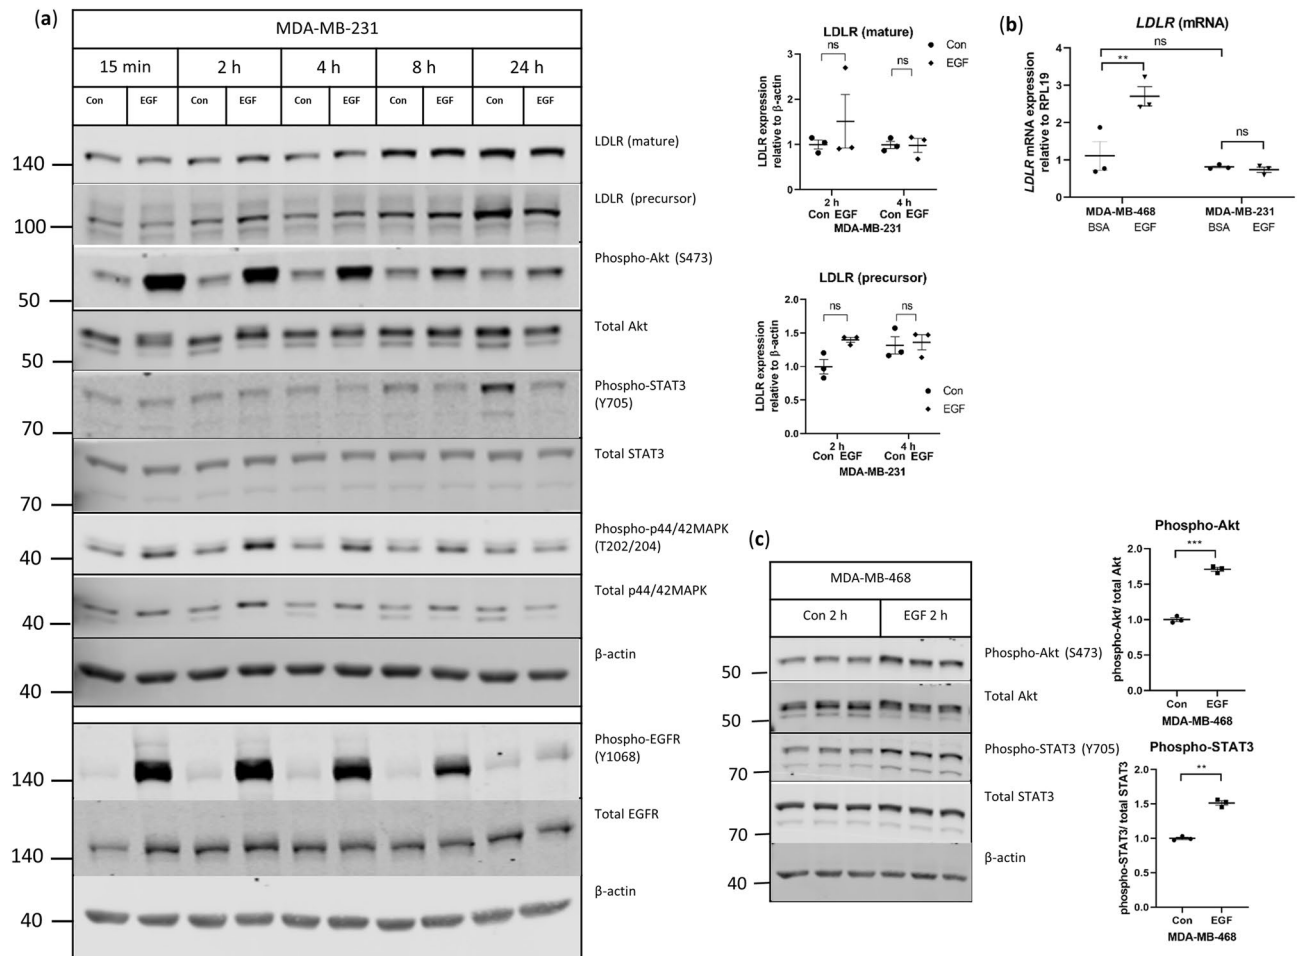 (a)
MDA-MB-231
15 min 2 h 4 h 8 h 24 h
Con EGF Con EGF Con EGF Con EGF Con EGF
LDLR (mature)
140
LDLR (precursor)
100
Phospho-Akt (S473)
50
Total Akt
50
Phospho-STAT3
(Y705)
70
Total STAT3
70
Phospho-p44/42MAPK
(T202/204)
40
Total p44/42MAPK
40
β-actin
40
Phospho-EGFR
(Y1068)
140
Total EGFR
140
β-actin
40
LDLR (mature)
Con
EGF
ns
ns
LDLR expression
relative to β-actin
3
2
1
0
2 h 4 h
Con EGF Con EGF
MDA-MB-231
LDLR (precursor)
ns
ns
LDLR expression
relative to β-actin
2.0
1.5
1.0
0.5
0.0
Con
EGF
2 h 4 h
Con EGF Con EGF
MDA-MB-231
(b)
LDLR (mRNA)
ns
**
ns
LDLR mRNA expression
relative to RPL19
4
3
2
1
0
MDA-MB-468 MDA-MB-231
BSA EGF BSA EGF
(c)
MDA-MB-468
Con 2 h EGF 2 h
Phospho-Akt (S473)
50
Total Akt
50
Phospho-STAT3 (Y705)
70
Total STAT3
70
β-actin
40
Phospho-Akt
***
phospho-Akt/ total Akt
2.0
1.5
1.0
0.5
0.0
Con EGF
MDA-MB-468
Phospho-STAT3
**
phospho-STAT3/ total STAT3
2.0
1.5
1.0
0.5
0.0
Con EGF
MDA-MB-468